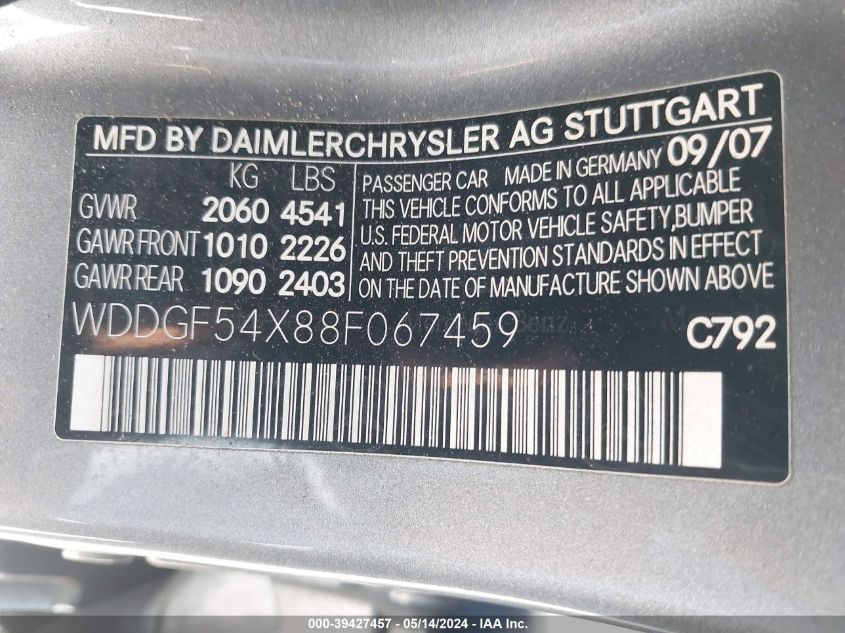 MFD BY DAIMLERCHRYSLER AG STUTTGART
KG LBS
GVWR 2060 4541
GAWR FRONT 1010 2226
GAWR REAR 1090 2403
PASSENGER CAR MADE IN GERMANY 09/07
THIS VEHICLE CONFORMS TO ALL APPLICABLE
U.S. FEDERAL MOTOR VEHICLE SAFETY,BUMPER
AND THEFT PREVENTION STANDARDS IN EFFECT
ON THE DATE OF MANUFACTURE SHOWN ABOVE
WDDGF54X88F067459
C792
000-39427457 - 05/14/2024 - IAA Inc.